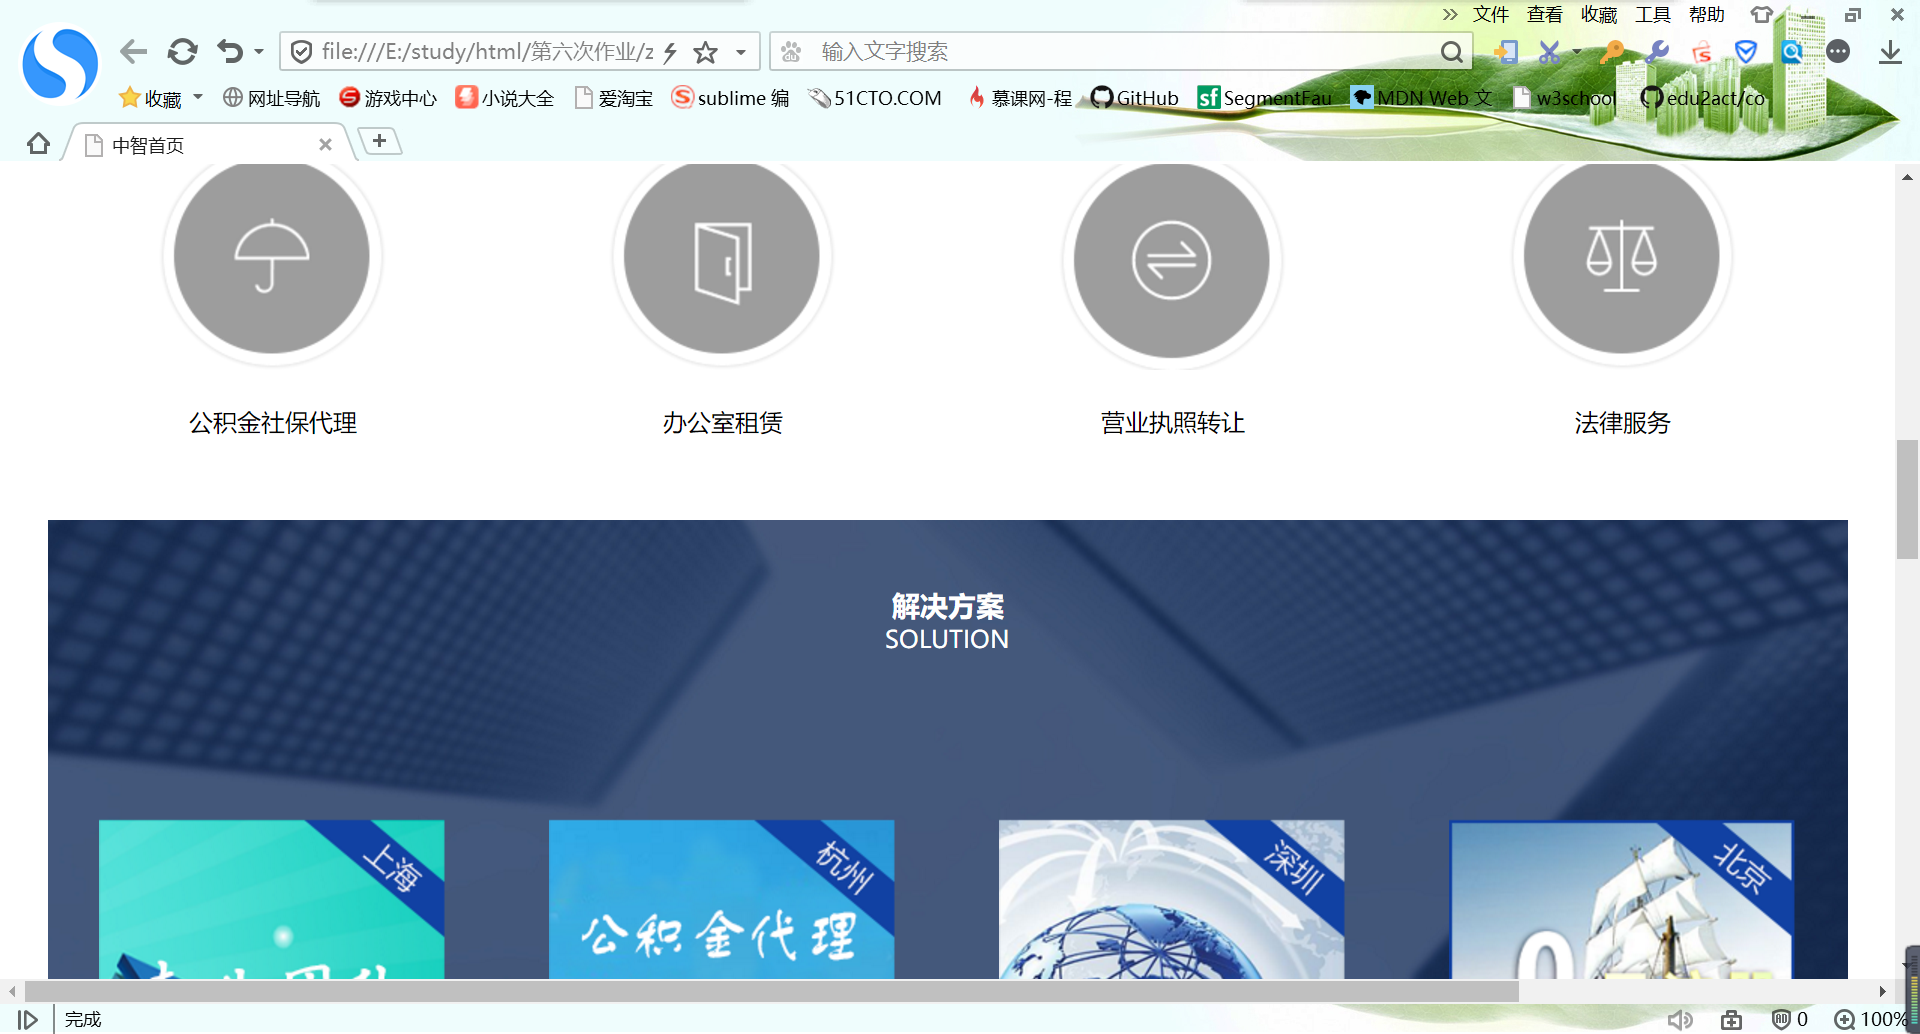 文件 查看 收藏 工具 帮助
file:///E:/study/html/第六次作业/z
输入文字搜索
收藏 网址导航 游戏中心 小说大全 爱淘宝 sublime 编 51CTO.COM 慕课网-程 GitHub SegmentFau MDN Web 文 w3school edu2act/co
中智首页
公积金社保代理 办公室租赁 营业执照转让 法律服务
解决方案
SOLUTION
上海 杭州 深圳 北京
公积金代理
完成
0 100%